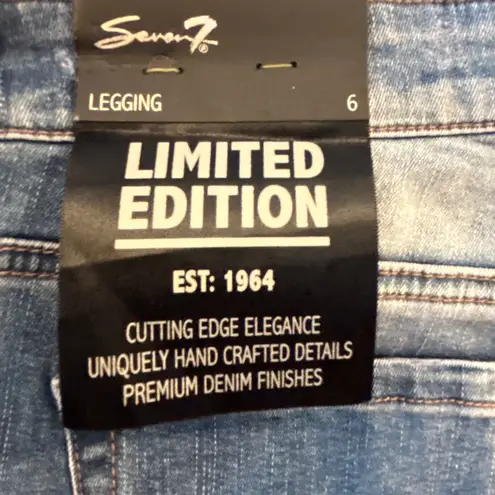 Seven7®
LEGGING 6
LIMITED
EDITION
EST: 1964
CUTTING EDGE ELEGANCE
UNIQUELY HAND CRAFTED DETAILS
PREMIUM DENIM FINISHES